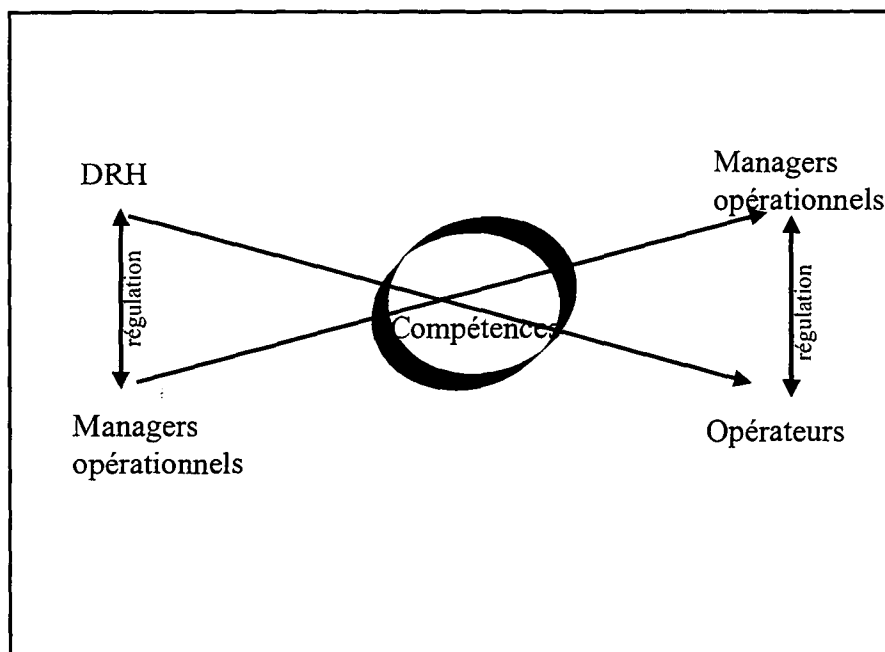 DRH
Managers
opérationnels
régulation
Compétences
régulation
Managers
opérationnels
Opérateurs